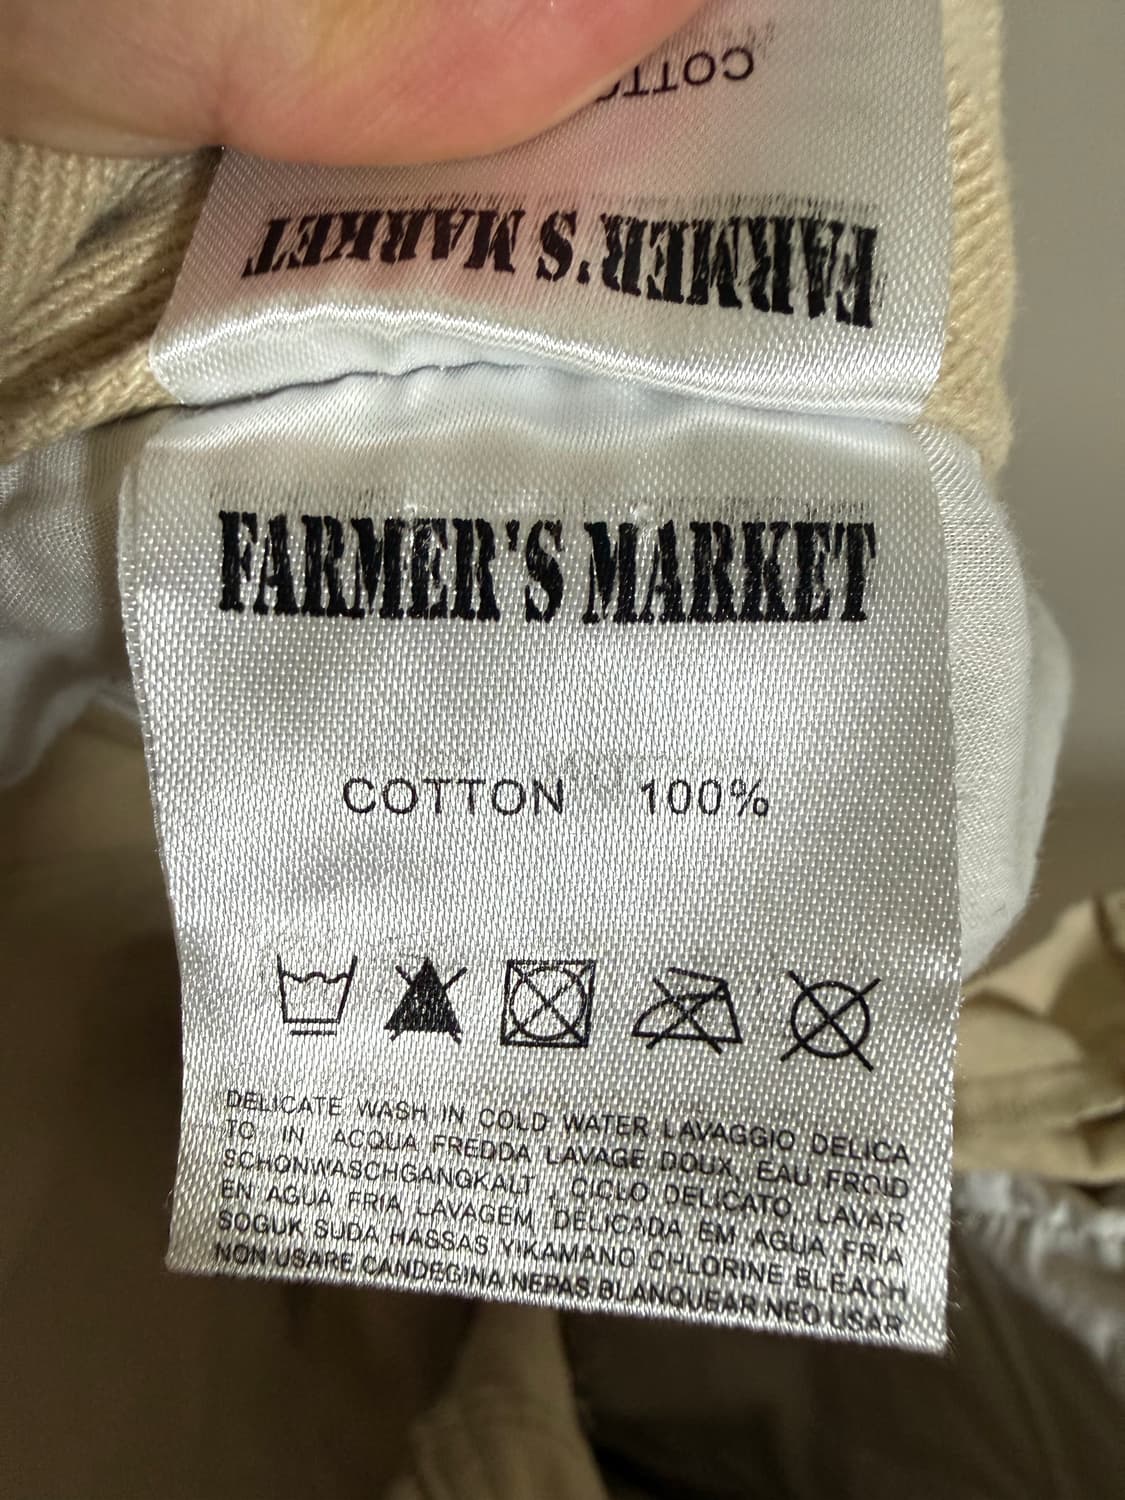 COTTO
FARMER'S MARKET
FARMER'S MARKET
COTTON 100%
DELICATE WASH IN COLD WATER LAVAGGIO DELICA
TO IN ACQUA FREDDA LAVAGE DOUX, EAU FROID
SCHONWASCHGANGKALT , CICLO DELICATO, LAVAR
EN AGUA FRIA LAVAGEM DELICADA EM AGUA FRIA
SOGUK SUDA HASSAS YIKAMANO CHLORINE BLEACH
NON USARE CANDEGINA NEPAS BLANQUEAR NEO USAR